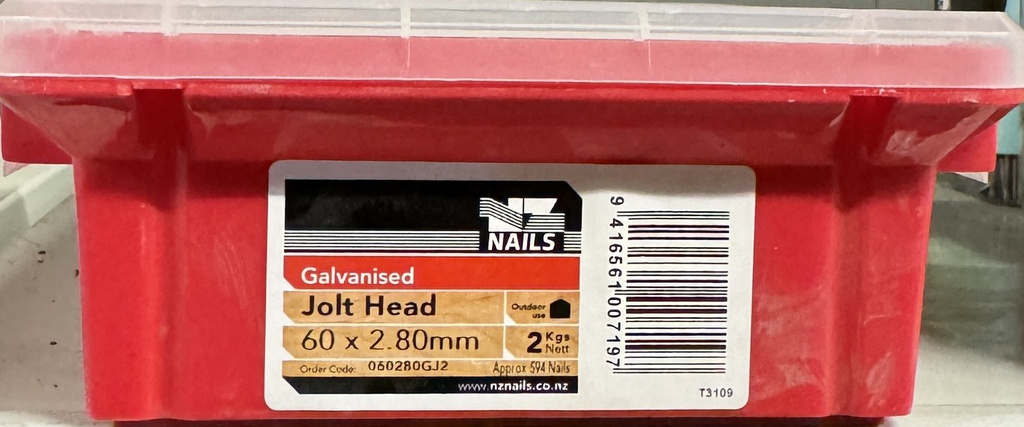 NZ
NAILS
Galvanised
Jolt Head
Outdoor
use
60 x 2.80mm
2 Kgs
Nett
Order Code: 060280GJ2
Approx 594 Nails
www.nznails.co.nz
9 416561 007197
T3109